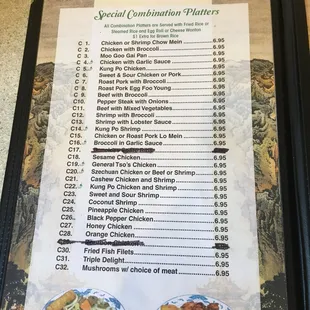 Special Combination Platters
All Combination Platters are Served with Fried Rice or
Steamed Rice and Egg Roll or Cheese Wonton
$1 Extra for Brown Rice
C 1. Chicken or Shrimp Chow Mein 6.95
C 2. Chicken with Broccoli 6.95
C 3. Moo Goo Gai Pan 6.95
C 4. Chicken with Garlic Sauce 6.95
C 5. Kung Po Chicken 6.95
C 6. Sweet & Sour Chicken or Pork 6.95
C 7. Roast Pork with Broccoli 6.95
C 8. Roast Pork Egg Foo Young 6.95
C 9. Beef with Broccoli 6.95
C10. Pepper Steak with Onions 6.95
C11. Beef with Mixed Vegetables 6.95
C12. Shrimp with Broccoli 6.95
C13. Shrimp with Lobster Sauce 6.95
C14. Kung Po Shrimp 6.95
C15. Chicken or Roast Pork Lo Mein 6.95
C16. Broccoli in Garlic Sauce 6.95
C17.
C18. Sesame Chicken 6.95
C19. General Tso's Chicken 6.95
C20. Szechuan Chicken or Beef or Shrimp 6.95
C21. Cashew Chicken and Shrimp 6.95
C22. Kung Po Chicken and Shrimp 6.95
C23. Sweet and Sour Shrimp 6.95
C24. Coconut Shrimp 6.95
C25. Pineapple Chicken 6.95
C26. Black Pepper Chicken 6.95
C27. Honey Chicken 6.95
C28. Orange Chicken 6.95
C30. Fried Fish Filets 6.95
C31. Triple Delight 6.95
C32. Mushrooms w/ choice of meat 6.95